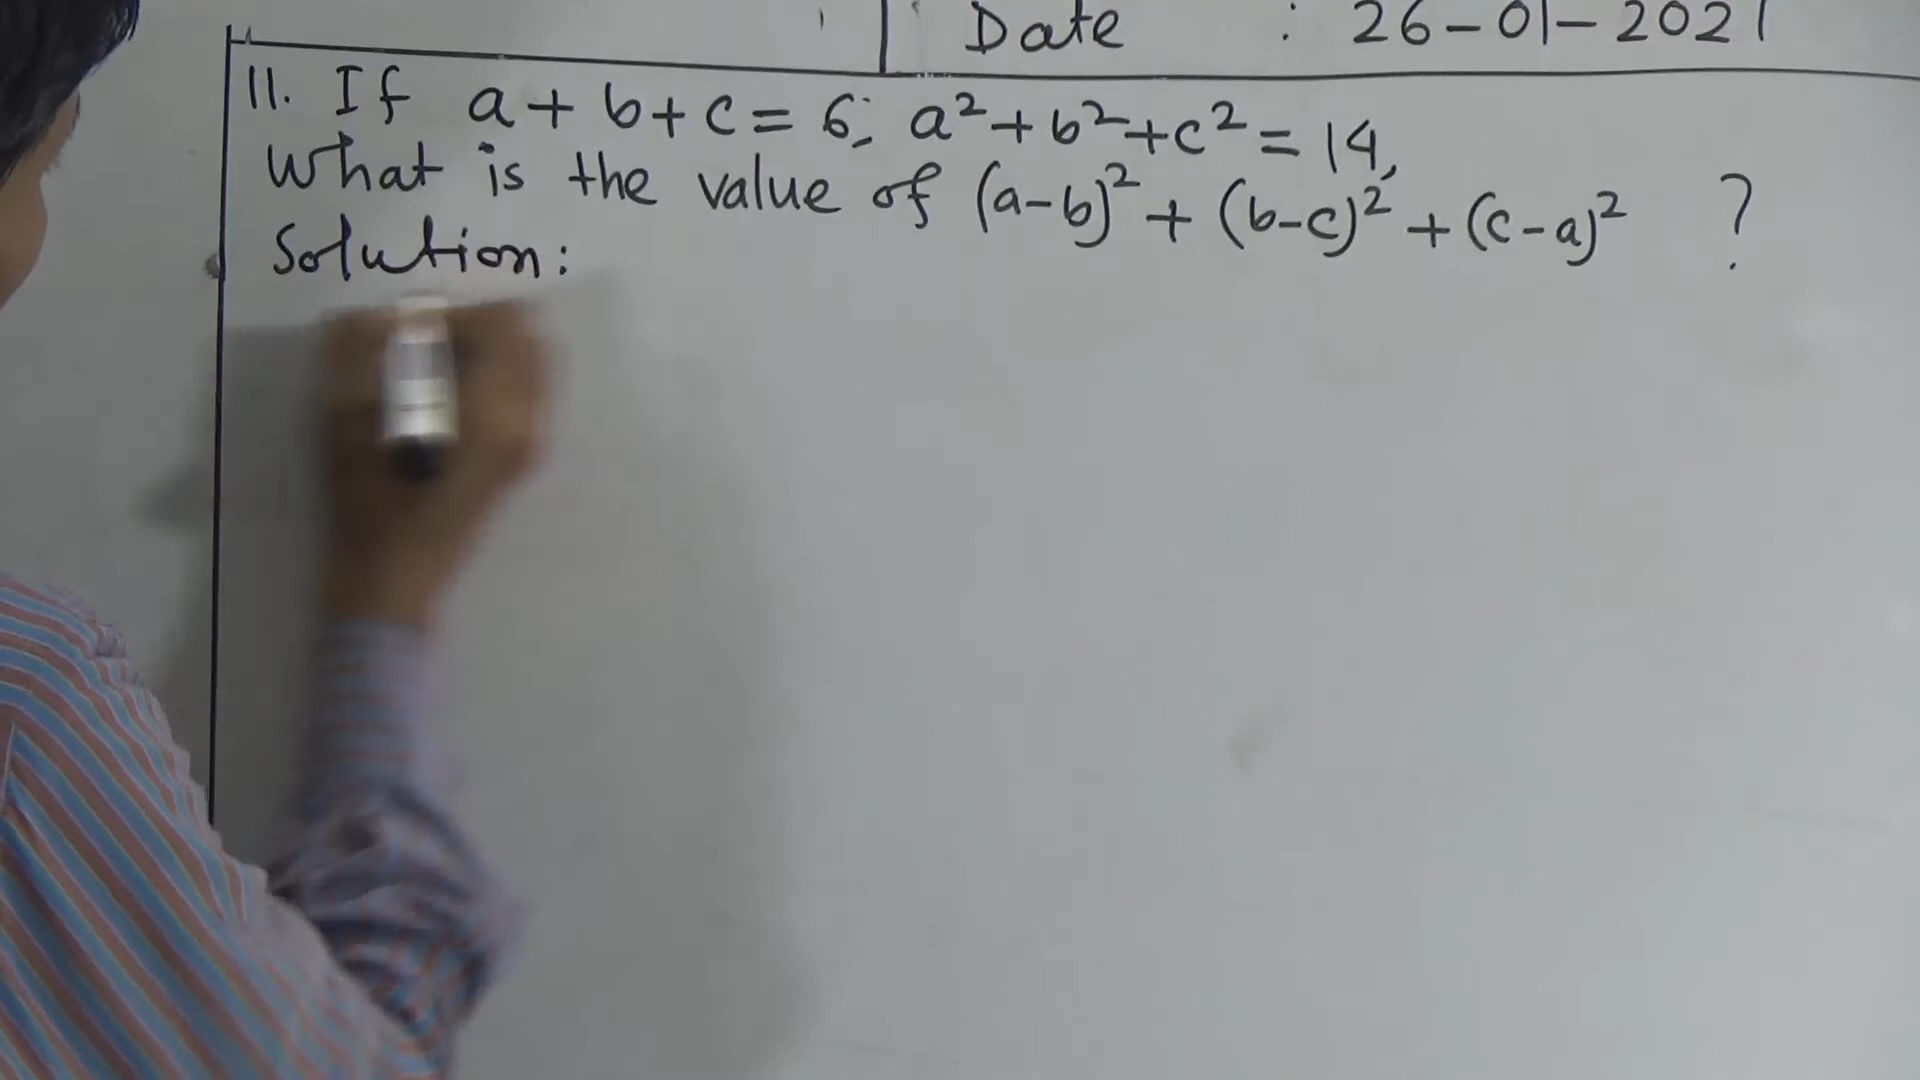 Date : 26-01-2021
11. If a + b + c = 6; a² + b² + c² = 14,
What is the value of (a-b)² + (b-c)² + (c-a)² ?
Solution: